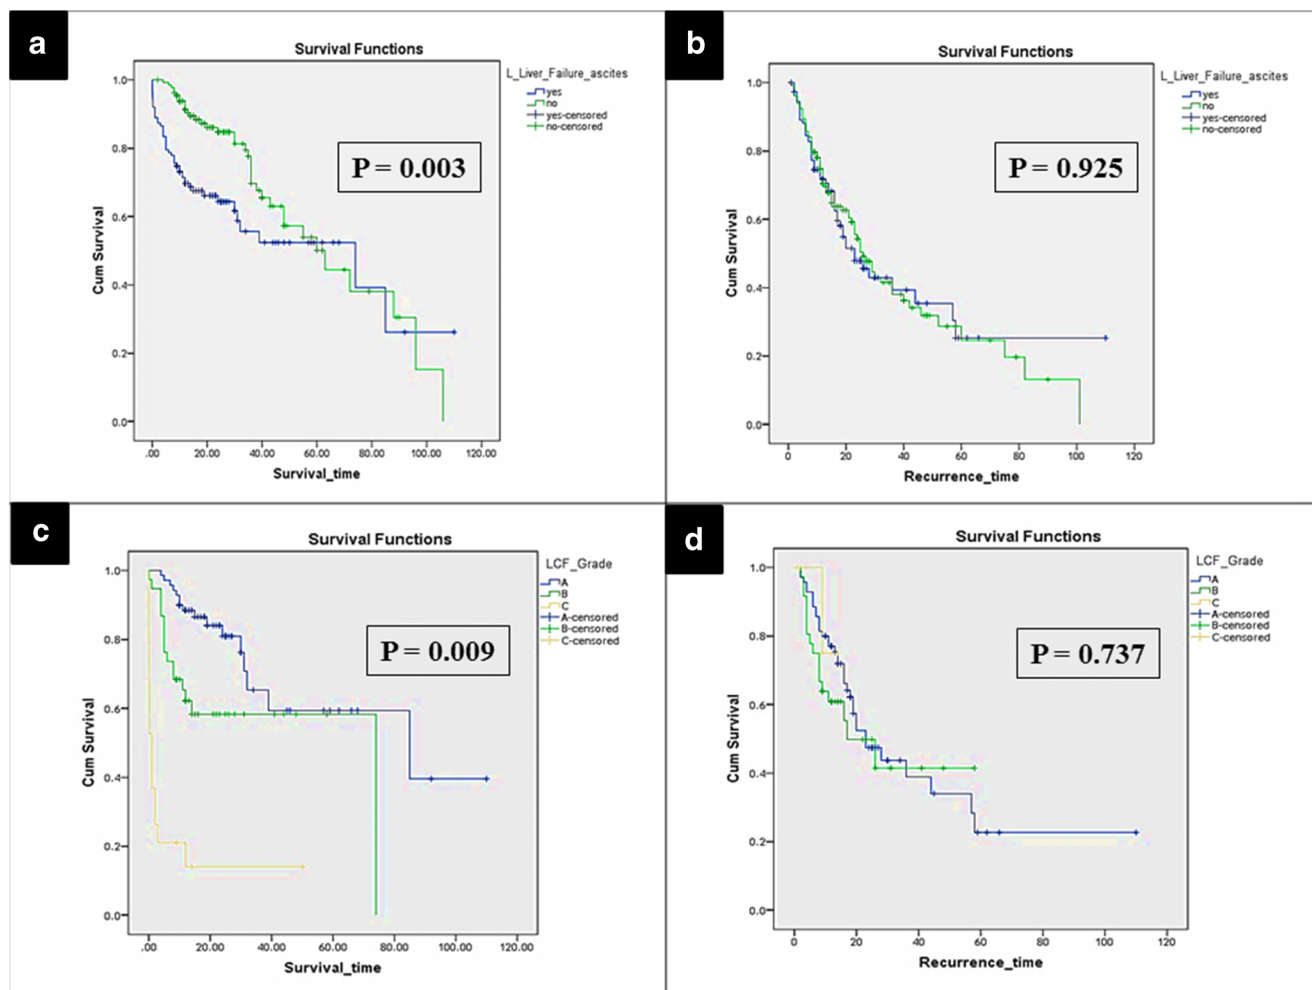 a
Survival Functions
L_Liver_Failure_ascites
yes
no
yes-censored
no-censored
P = 0.003
Cum Survival
1.0
0.8
0.6
0.4
0.2
0.0
.00 20.00 40.00 60.00 80.00 100.00 120.00
Survival_time
b
Survival Functions
L_Liver_Failure_ascites
yes
no
yes-censored
no-censored
P = 0.925
Cum Survival
1.0
0.8
0.6
0.4
0.2
0.0
0 20 40 60 80 100 120
Recurrence_time
c
Survival Functions
LCF_Grade
A
B
C
A-censored
B-censored
C-censored
P = 0.009
Cum Survival
1.0
0.8
0.6
0.4
0.2
0.0
.00 20.00 40.00 60.00 80.00 100.00 120.00
Survival_time
d
Survival Functions
LCF_Grade
A
B
C
A-censored
B-censored
C-censored
P = 0.737
Cum Survival
1.0
0.8
0.6
0.4
0.2
0.0
0 20 40 60 80 100 120
Recurrence_time